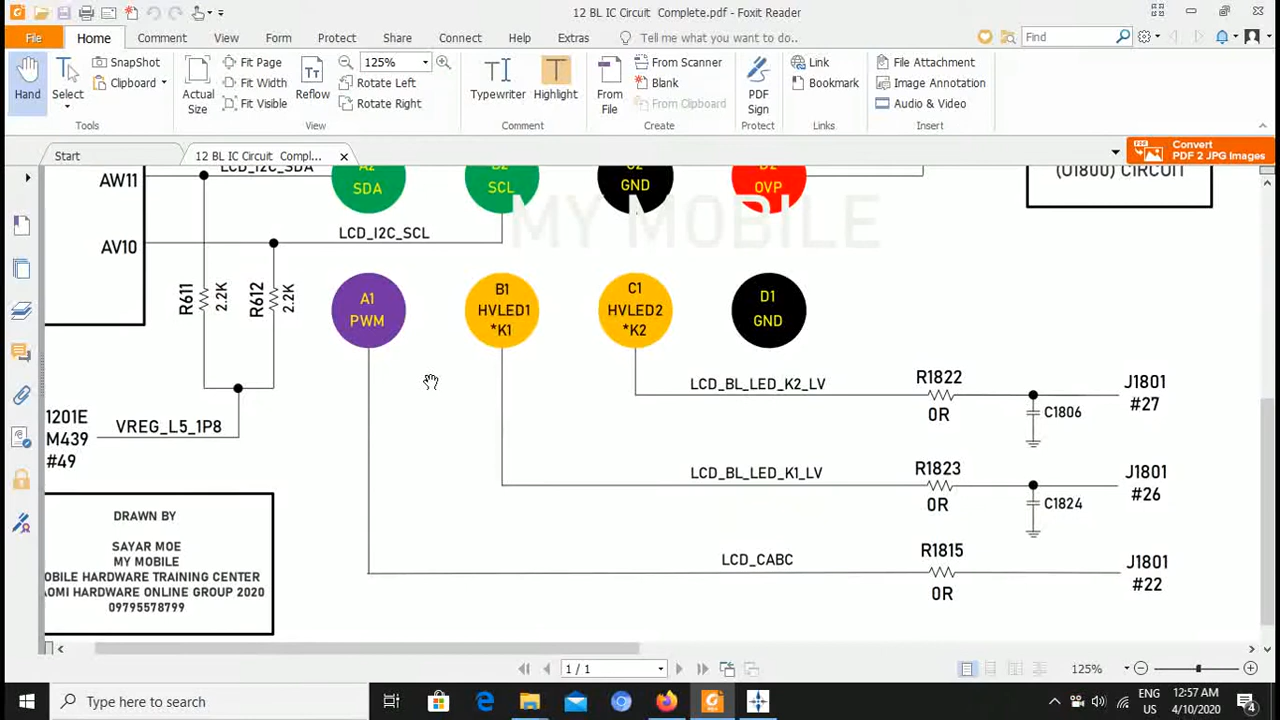 12 BL IC Circuit Complete.pdf - Foxit Reader
File Home Comment View Form Protect Share Connect Help Extras Tell me what you want to do.. Find
Hand
Select
SnapShot
Clipboard
Actual Size
Fit Page
Fit Width
Fit Visible
Reflow
125%
Rotate Left
Rotate Right
Typewriter
Highlight
From File
From Scanner
Blank
From Clipboard
PDF Sign
Link
Bookmark
File Attachment
Image Annotation
Audio & Video
Tools View Comment Create Protect Links Insert
Start
12 BL IC Circuit Compl...
Convert
PDF 2 JPG Images
AW11
LCD_I2C_SDA
A2
SDA
B2
SCL
C2
GND
D2
OVP
(U1800) CIRCUIT
MY MOBILE
AV10
LCD_I2C_SCL
R611
2.2K
R612
2.2K
A1
PWM
B1
HVLED1
*K1
C1
HVLED2
*K2
D1
GND
LCD_BL_LED_K2_LV
R1822
0R
C1806
J1801
#27
1201E
M439
#49
VREG_L5_1P8
LCD_BL_LED_K1_LV
R1823
0R
C1824
J1801
#26
LCD_CABC
R1815
0R
J1801
#22
DRAWN BY
SAYAR MOE
MY MOBILE
OBILE HARDWARE TRAINING CENTER
AOMI HARDWARE ONLINE GROUP 2020
09795578799
1 / 1
125%
Type here to search
ENG
US
12:57 AM
4/10/2020
4